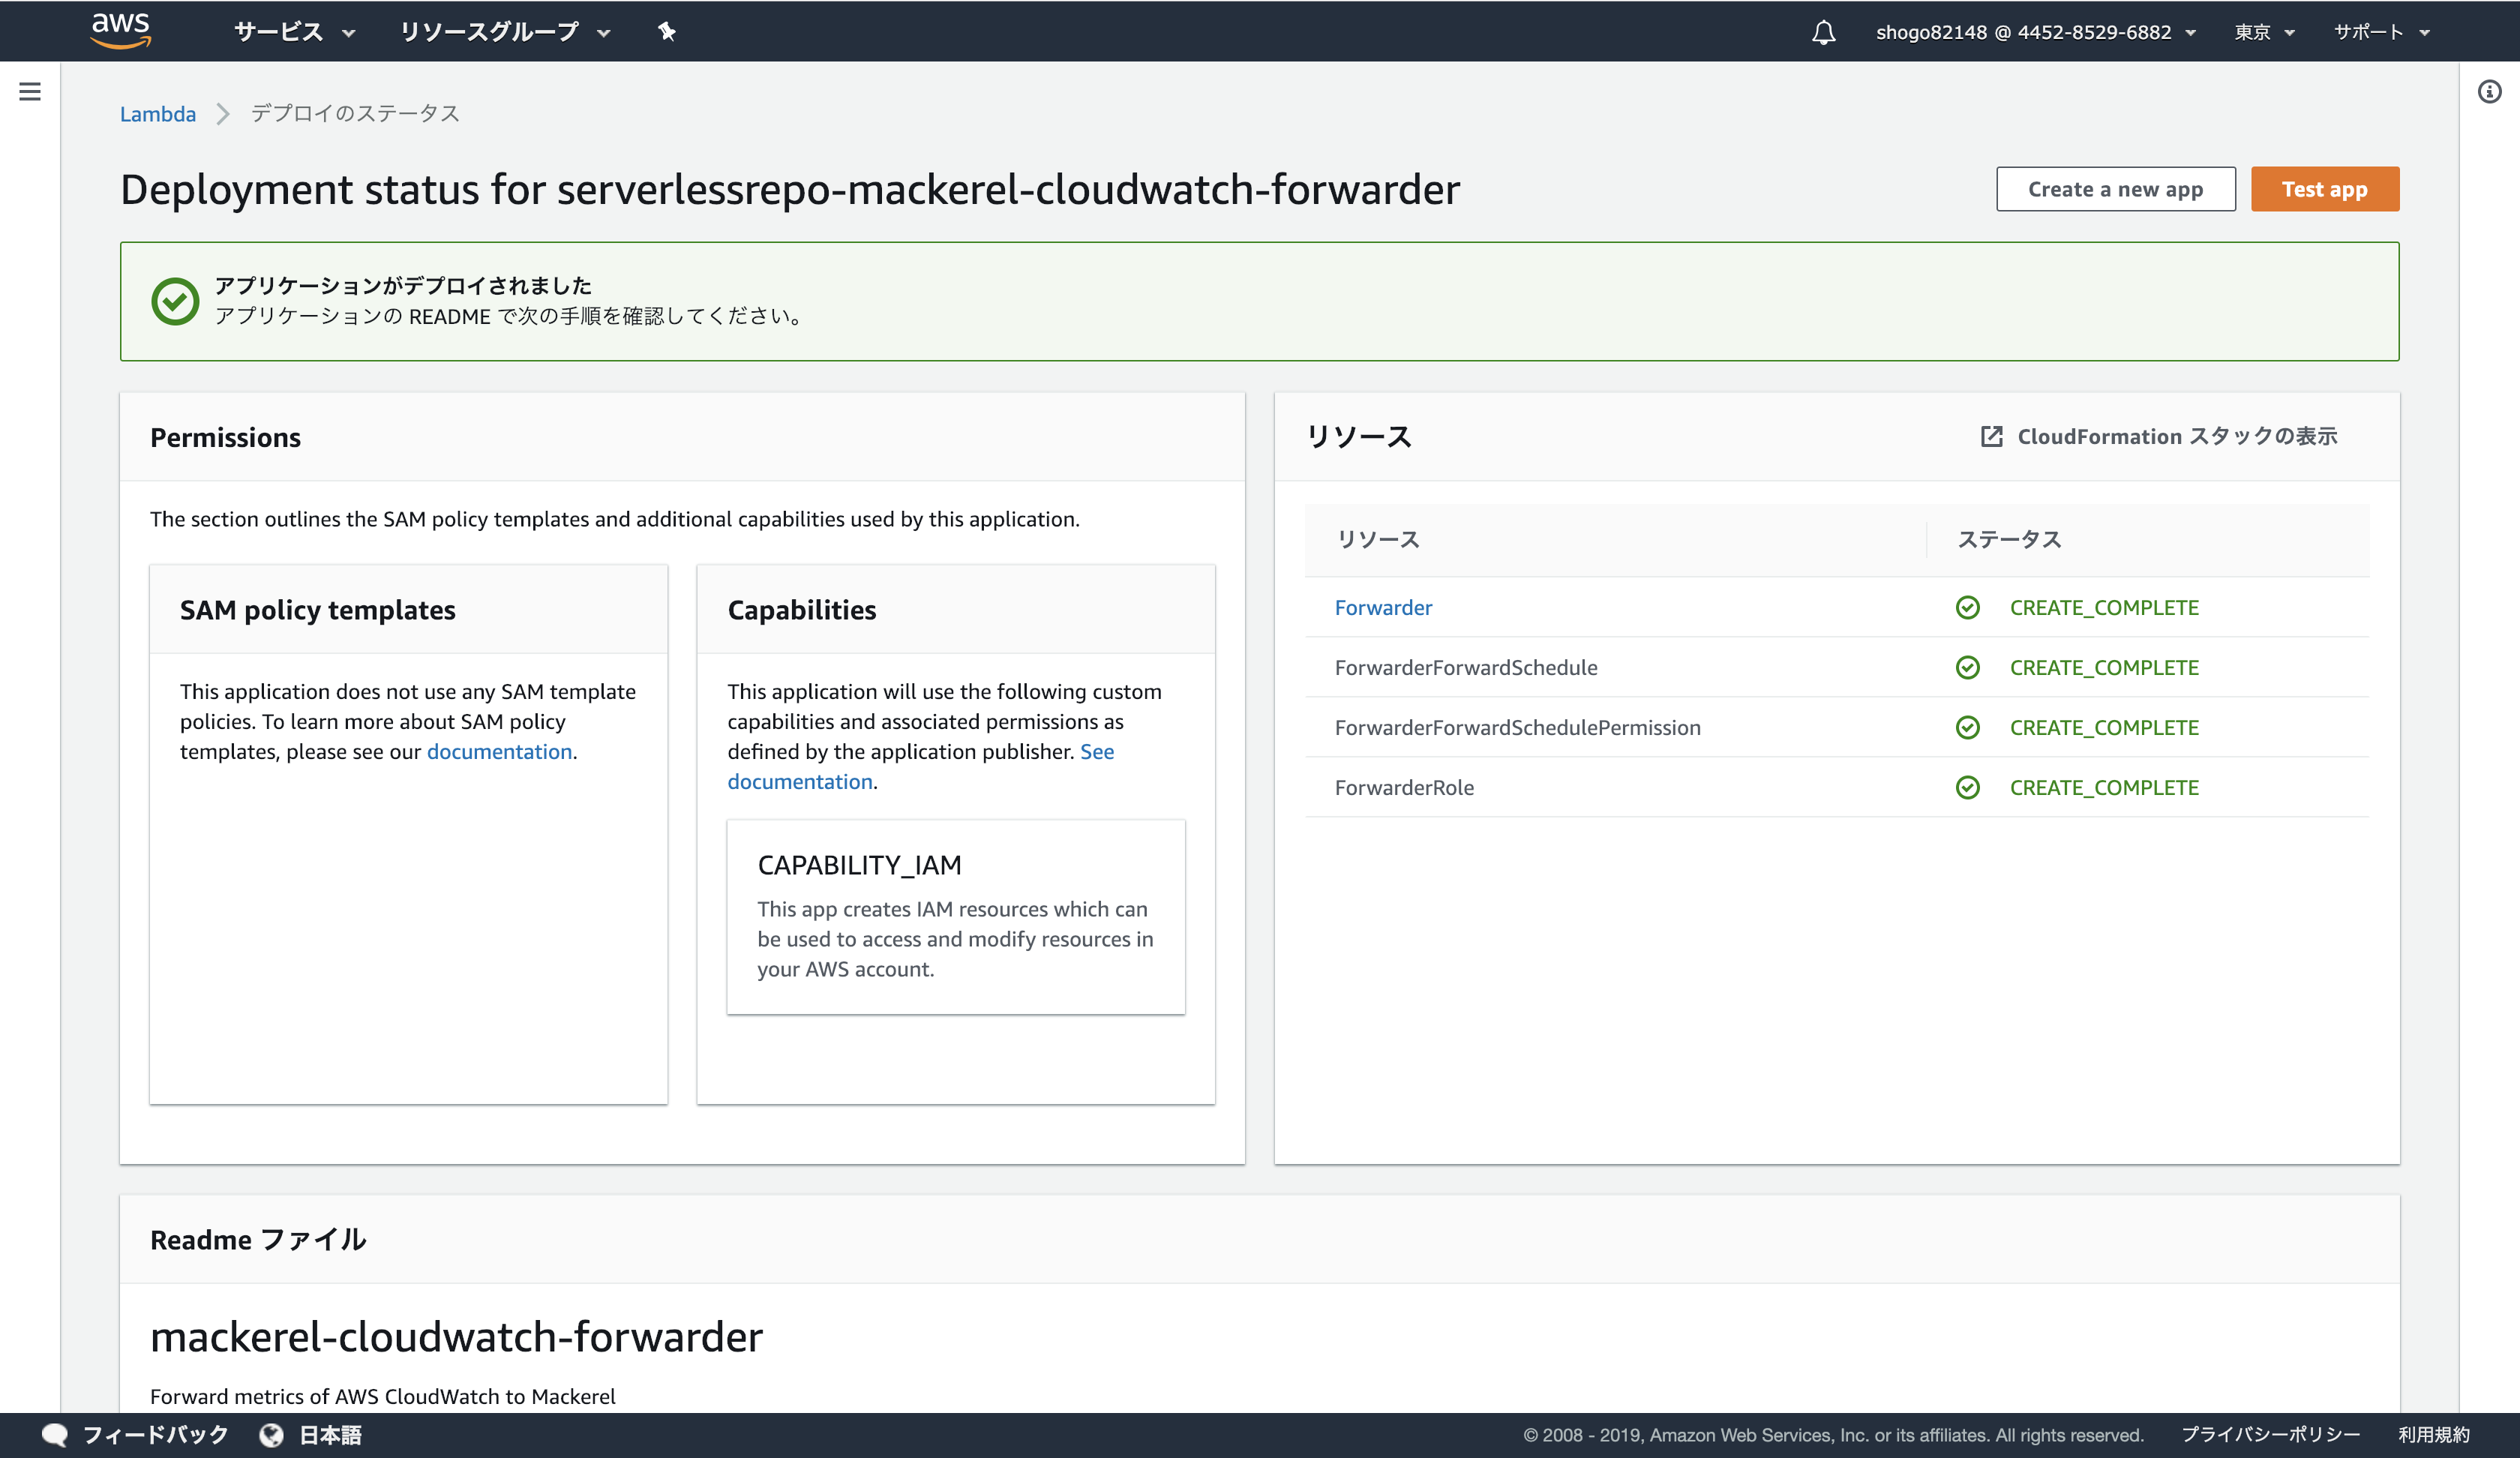 aws
サービス
リソースグループ
shogo82148 @ 4452-8529-6882
東京
サポート
Lambda
デプロイのステータス
Deployment status for serverlessrepo-mackerel-cloudwatch-forwarder
Create a new app
Test app
アプリケーションがデプロイされました
アプリケーションの README で次の手順を確認してください。
Permissions
The section outlines the SAM policy templates and additional capabilities used by this application.
SAM policy templates
This application does not use any SAM template
policies. To learn more about SAM policy
templates, please see our documentation.
Capabilities
This application will use the following custom
capabilities and associated permissions as
defined by the application publisher. See
documentation.
CAPABILITY_IAM
This app creates IAM resources which can
be used to access and modify resources in
your AWS account.
リソース
CloudFormation スタックの表示
リソース
ステータス
Forwarder
CREATE_COMPLETE
ForwarderForwardSchedule
CREATE_COMPLETE
ForwarderForwardSchedulePermission
CREATE_COMPLETE
ForwarderRole
CREATE_COMPLETE
Readme ファイル
mackerel-cloudwatch-forwarder
Forward metrics of AWS CloudWatch to Mackerel
フィードバック
日本語
© 2008 - 2019, Amazon Web Services, Inc. or its affiliates. All rights reserved.
プライバシーポリシー
利用規約